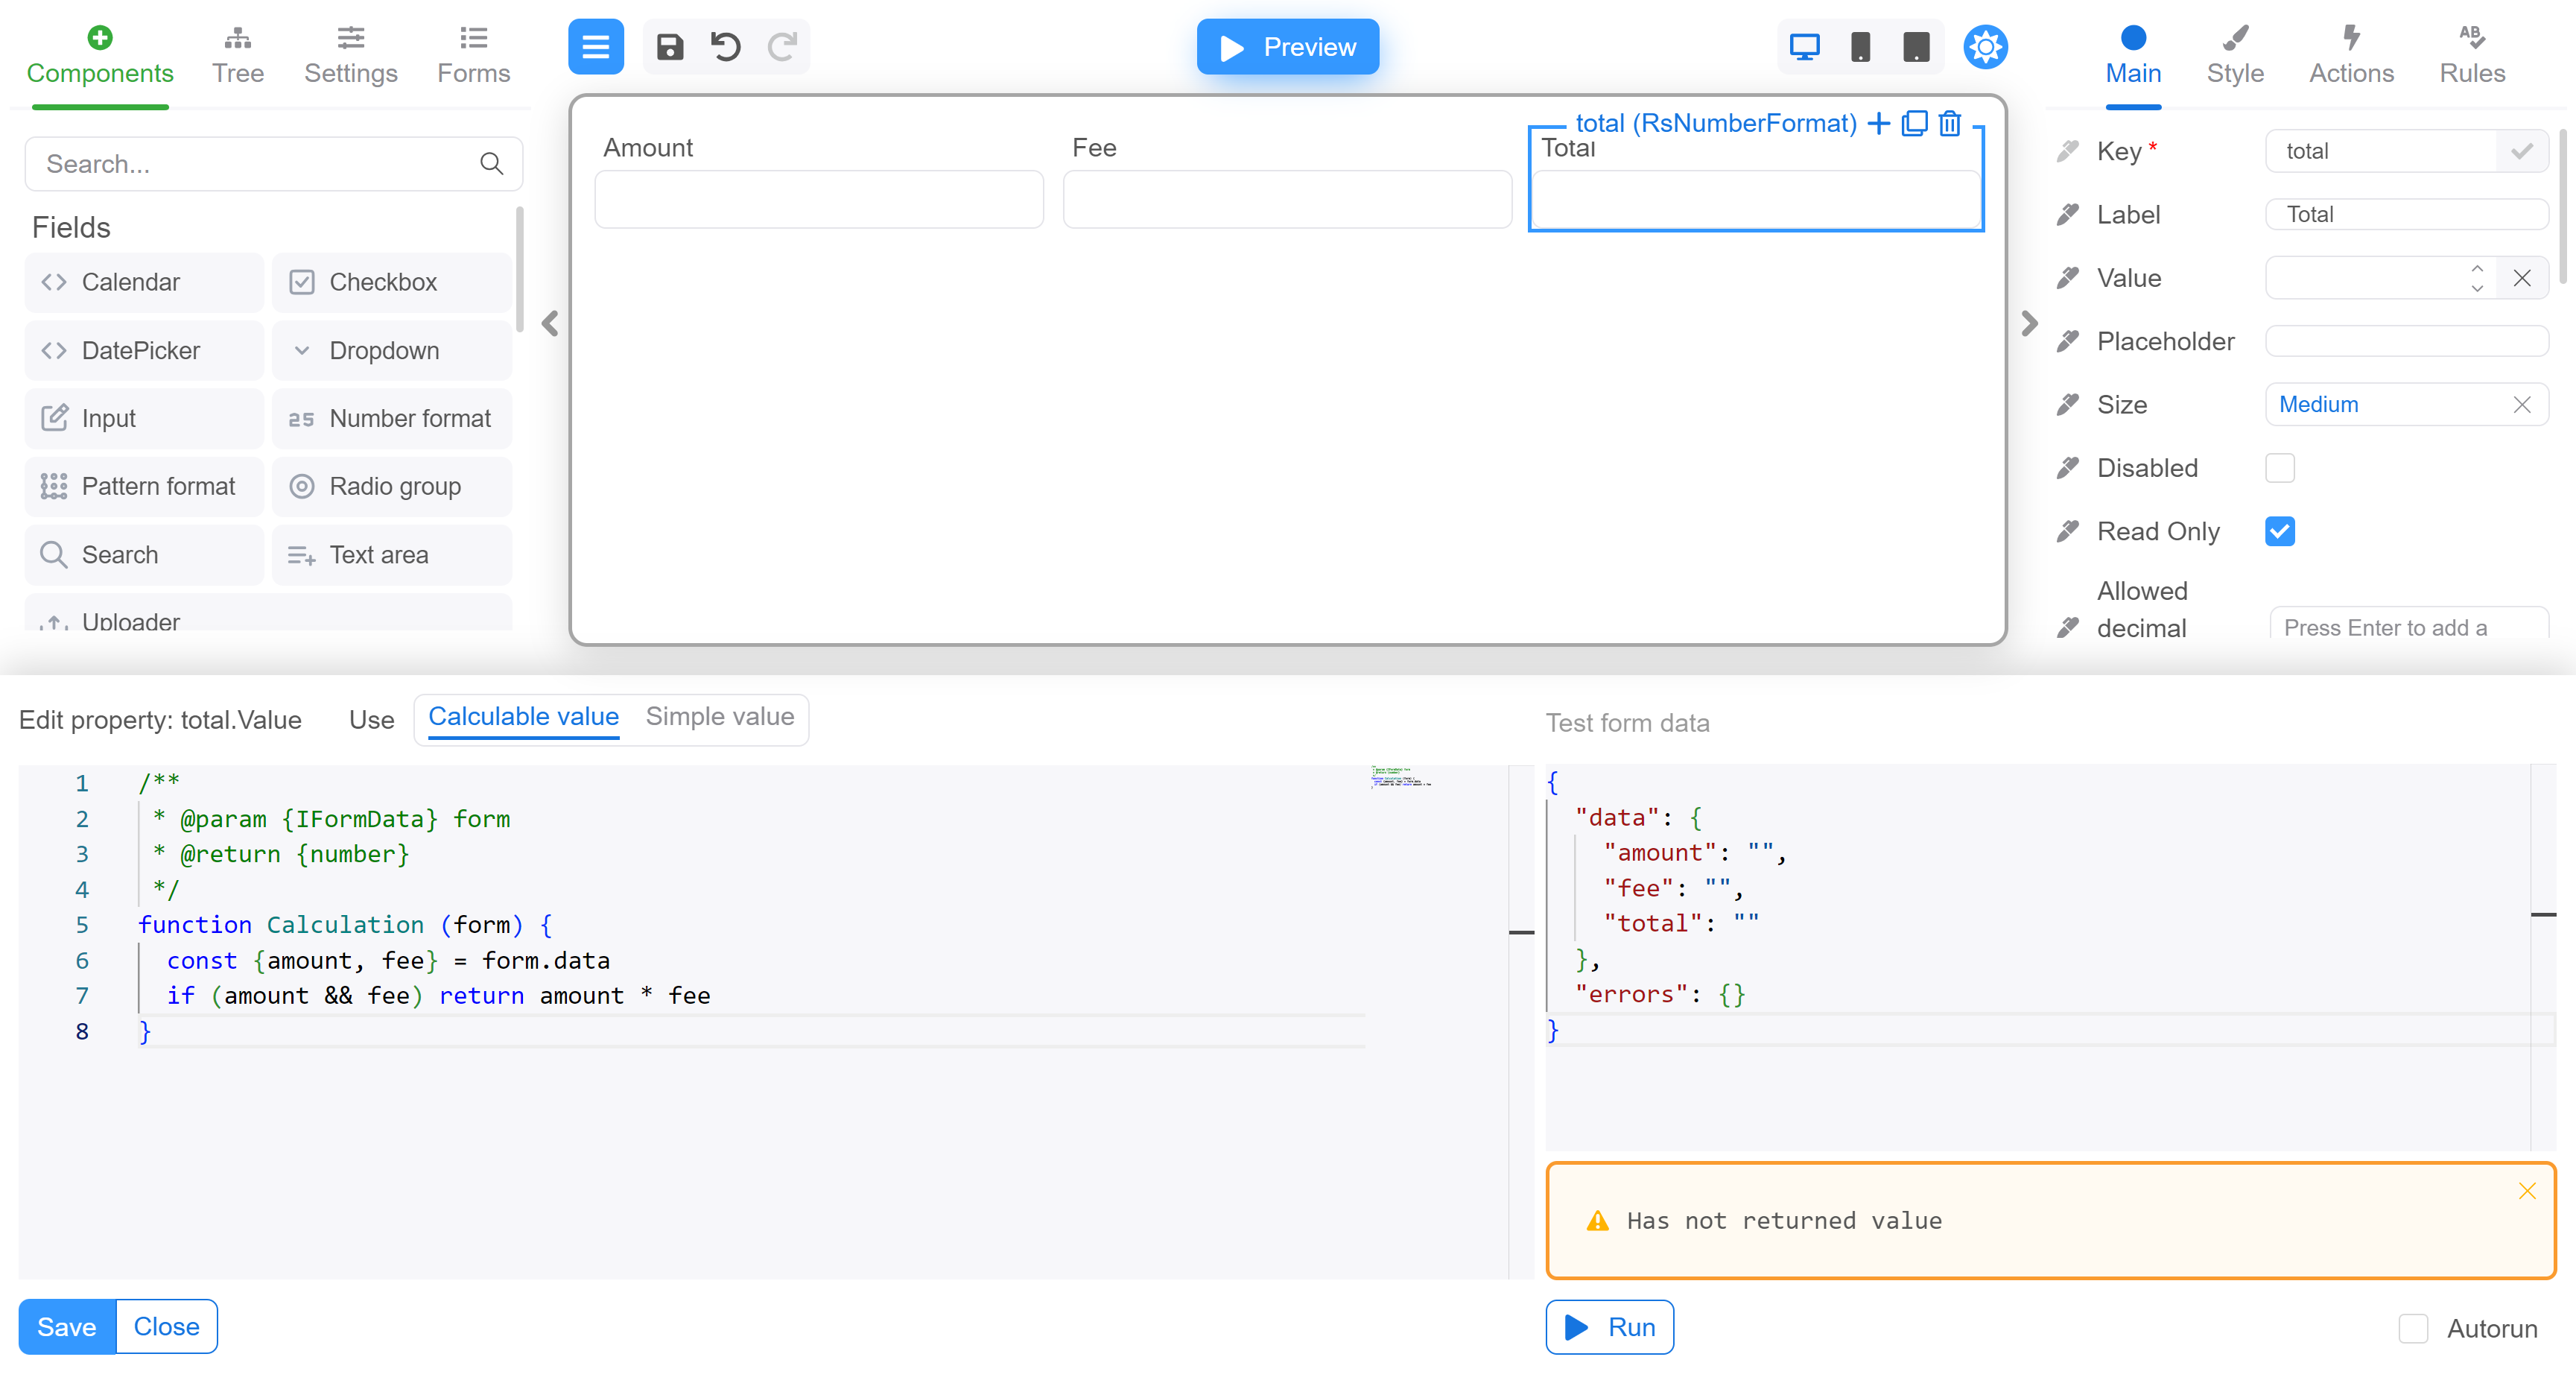 Components
Tree
Settings
Forms
Preview
Main
Style
Actions
Rules
Search...
Fields
Calendar
Checkbox
DatePicker
Dropdown
Input
25 Number format
Pattern format
Radio group
Search
Text area
Uploader
total (RsNumberFormat)
Amount
Fee
Total
Key *
total
Label
Total
Value
Placeholder
Size
Medium
Disabled
Read Only
Allowed
decimal
Press Enter to add a
Edit property: total.Value
Use
Calculable value
Simple value
1 /**
2 * @param {IFormData} form
3 * @return {number}
4 */
5 function Calculation (form) {
6 const {amount, fee} = form.data
7 if (amount && fee) return amount * fee
8 }
Test form data
{
"data": {
"amount": "",
"fee": "",
"total": ""
},
"errors": {}
}
Has not returned value
Save
Close
Run
Autorun